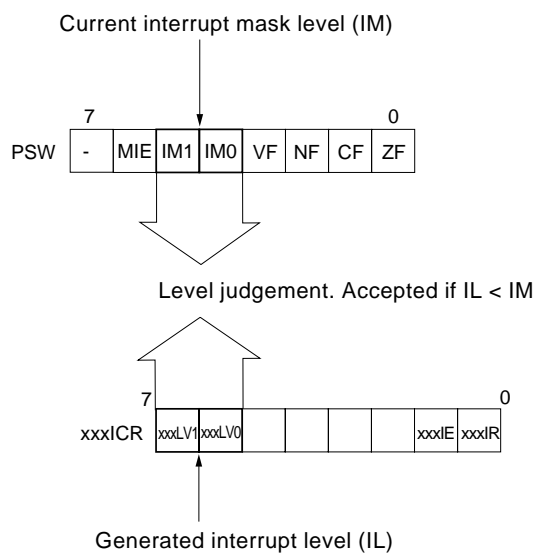 Current interrupt mask level (IM)
7 0
PSW - MIE IM1 IM0 VF NF CF ZF
Level judgement. Accepted if IL < IM
7 0
xxxICR xxxLV1 xxxLV0 xxxIE xxxIR
Generated interrupt level (IL)